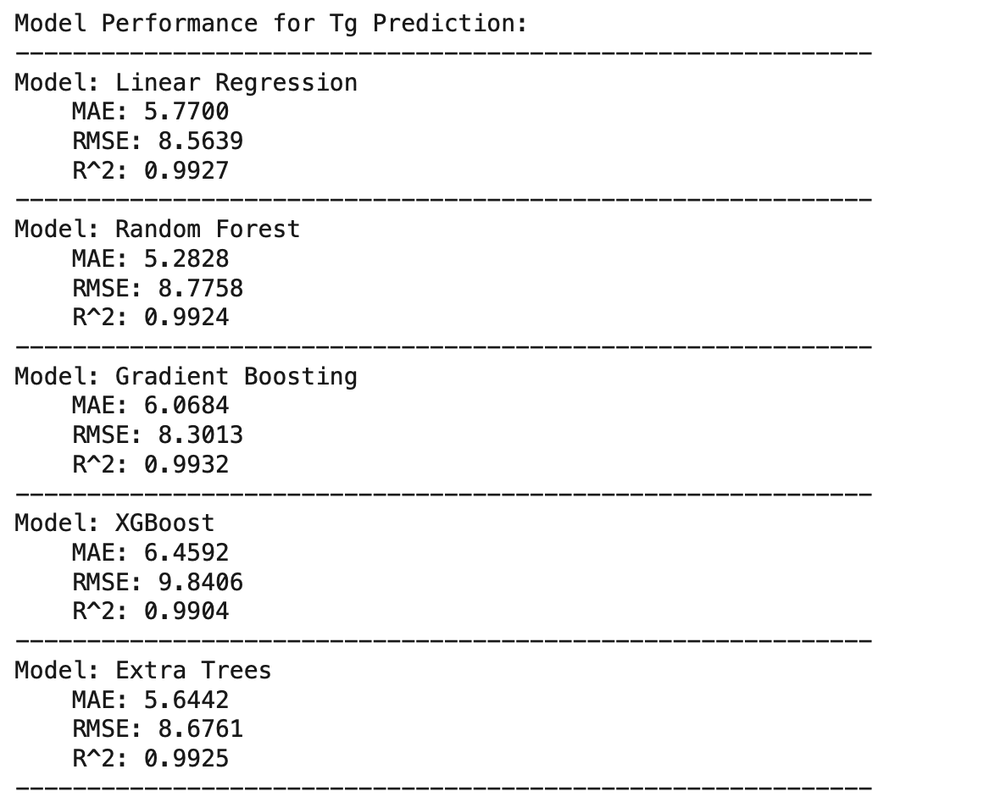 Model Performance for Tg Prediction:
------------------------------------------------------------
Model: Linear Regression
    MAE: 5.7700
    RMSE: 8.5639
    R^2: 0.9927
------------------------------------------------------------
Model: Random Forest
    MAE: 5.2828
    RMSE: 8.7758
    R^2: 0.9924
------------------------------------------------------------
Model: Gradient Boosting
    MAE: 6.0684
    RMSE: 8.3013
    R^2: 0.9932
------------------------------------------------------------
Model: XGBoost
    MAE: 6.4592
    RMSE: 9.8406
    R^2: 0.9904
------------------------------------------------------------
Model: Extra Trees
    MAE: 5.6442
    RMSE: 8.6761
    R^2: 0.9925
------------------------------------------------------------